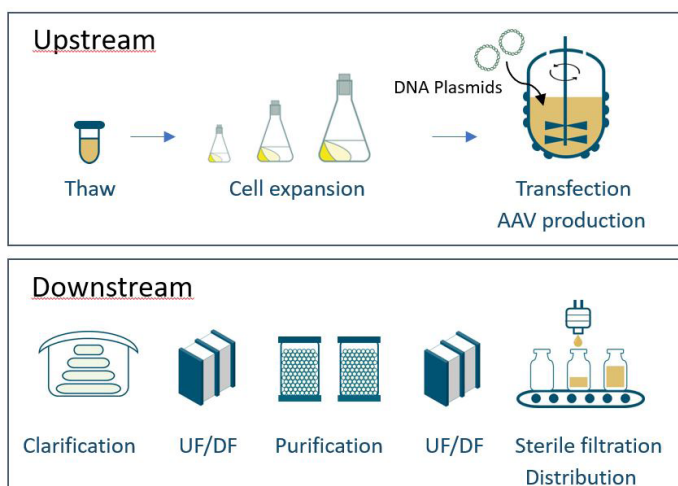 Upstream
DNA Plasmids
Thaw
Cell expansion
Transfection
AAV production
Downstream
Clarification
UF/DF
Purification
UF/DF
Sterile filtration
Distribution